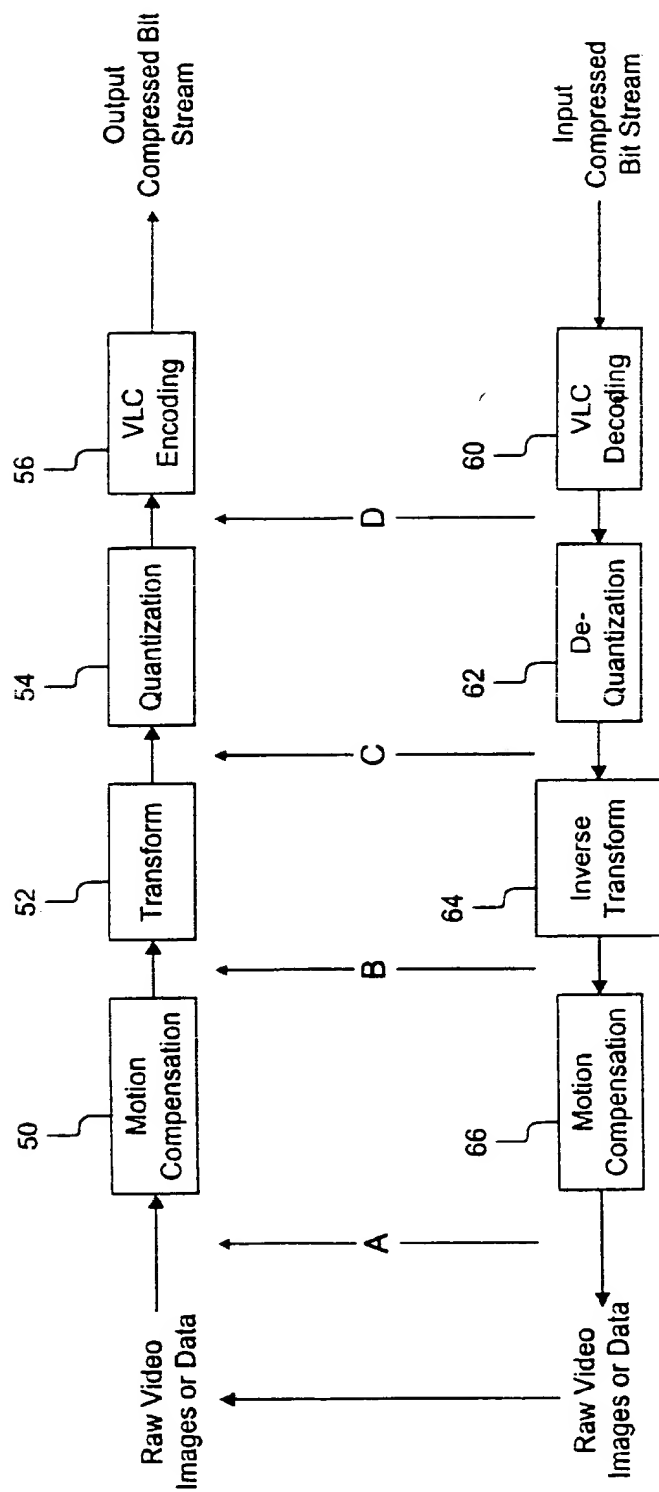 Raw Video
Images or Data
50
Motion
Compensation
52
Transform
54
Quantization
56
VLC
Encoding
Output
Compressed Bit
Stream
A
B
C
D
Raw Video
Images or Data
66
Motion
Compensation
64
Inverse
Transform
62
De-
Quantization
60
VLC
Decoding
Input
Compressed
Bit Stream